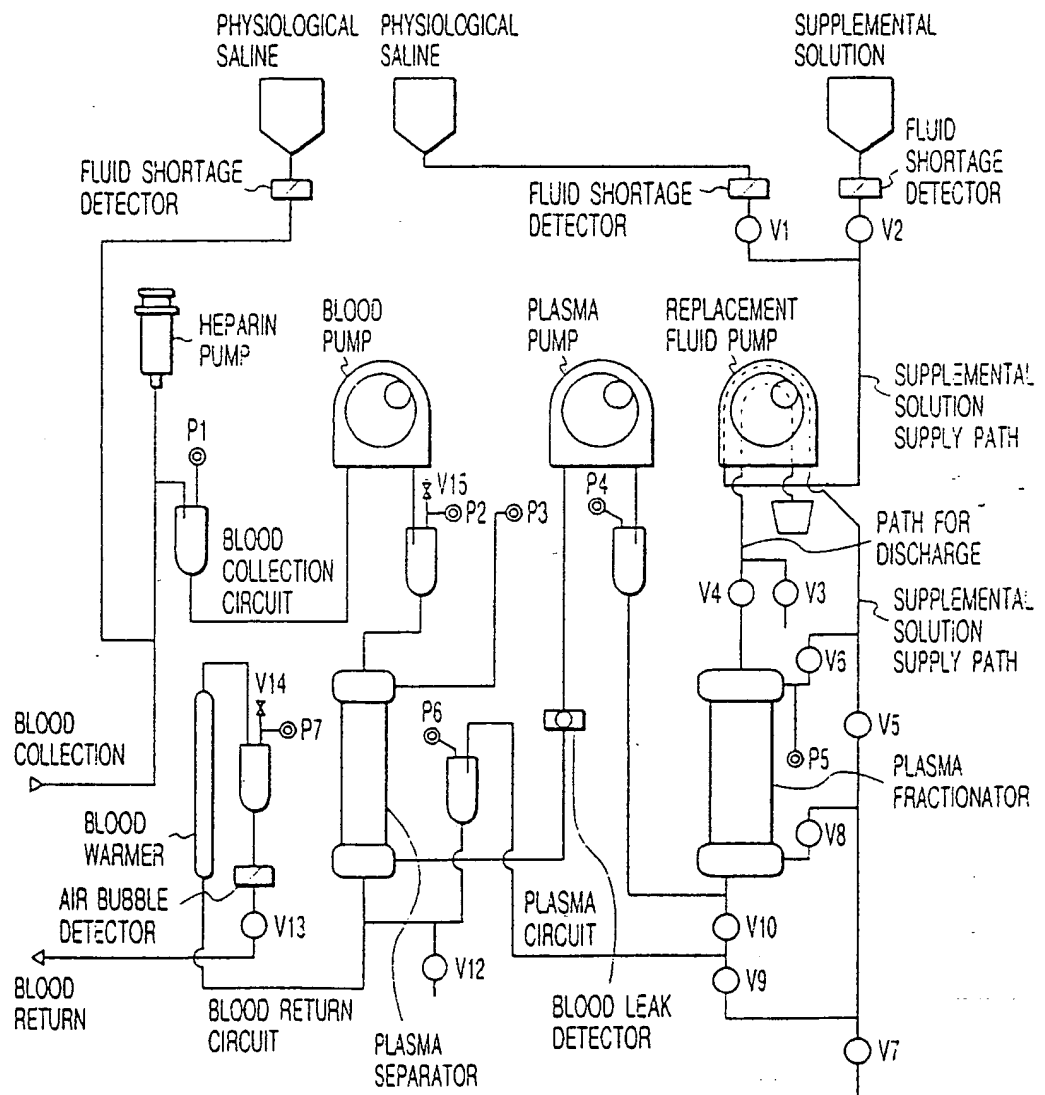 PHYSIOLOGICAL
SALINE
PHYSIOLOGICAL
SALINE
SUPPLEMENTAL
SOLUTION
FLUID SHORTAGE
DETECTOR
FLUID SHORTAGE
DETECTOR
FLUID
SHORTAGE
DETECTOR
V1
V2
HEPARIN
PUMP
BLOOD
PUMP
PLASMA
PUMP
REPLACEMENT
FLUID PUMP
SUPPLEMENTAL
SOLUTION
SUPPLY PATH
P1
V15
P2
P3
P4
BLOOD
COLLECTION
CIRCUIT
PATH FOR
DISCHARGE
V4
V3
SUPPLEMENTAL
SOLUTION
SUPPLY PATH
V6
V14
P7
P6
BLOOD
COLLECTION
V5
P5
PLASMA
FRACTIONATOR
BLOOD
WARMER
V8
AIR BUBBLE
DETECTOR
PLASMA
CIRCUIT
V13
V10
V12
V9
BLOOD
RETURN
BLOOD RETURN
CIRCUIT
PLASMA
SEPARATOR
BLOOD LEAK
DETECTOR
V7